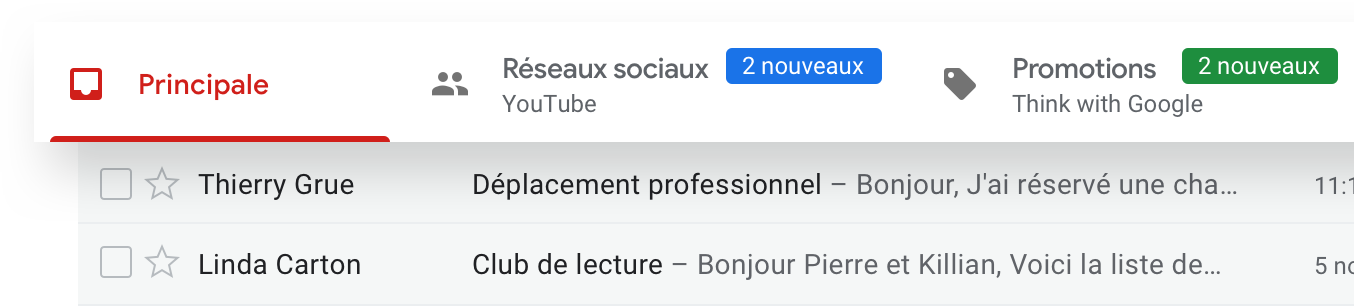 Principale
Réseaux sociaux 2 nouveaux
YouTube
Promotions 2 nouveaux
Think with Google
Thierry Grue Déplacement professionnel – Bonjour, J'ai réservé une cha...
Linda Carton Club de lecture – Bonjour Pierre et Killian, Voici la liste de...